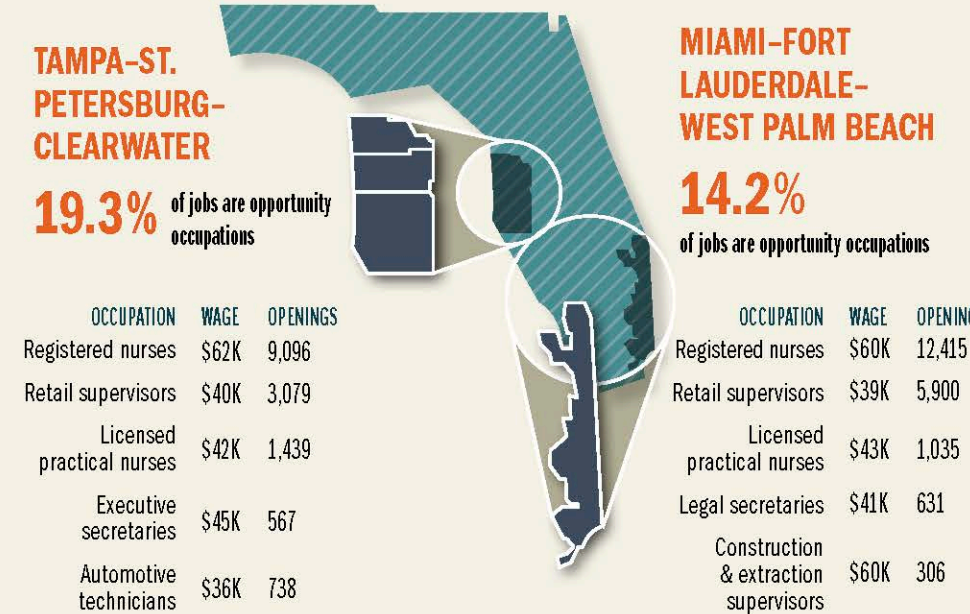 TAMPA–ST.
PETERSBURG–
CLEARWATER
19.3% of jobs are opportunity
occupations
OCCUPATION WAGE OPENINGS
Registered nurses $62K 9,096
Retail supervisors $40K 3,079
Licensed
practical nurses $42K 1,439
Executive
secretaries $45K 567
Automotive
technicians $36K 738
MIAMI–FORT
LAUDERDALE–
WEST PALM BEACH
14.2%
of jobs are opportunity occupations
OCCUPATION WAGE OPENIN
Registered nurses $60K 12,415
Retail supervisors $39K 5,900
Licensed
practical nurses $43K 1,035
Legal secretaries $41K 631
Construction
& extraction
supervisors $60K 306